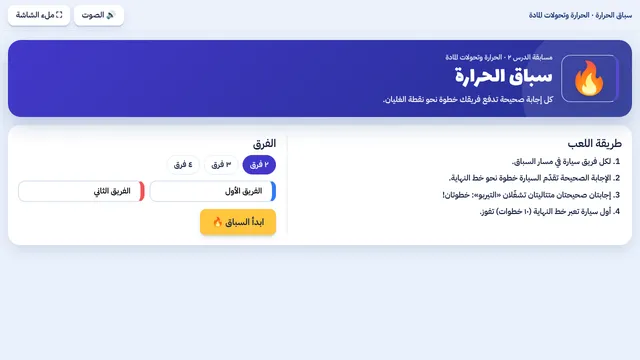 سباق الحرارة · الحرارة وتحولات المادة
🔊 الصوت
⛶ ملء الشاشة
مسابقة الدرس ٢ · الحرارة وتحولات المادة
سباق الحرارة
كل إجابة صحيحة تدفع فريقك خطوة نحو نقطة الغليان.
طريقة اللعب
1. لكل فريق سيارة في مسار السباق.
2. الإجابة الصحيحة تقدّم السيارة خطوة نحو خط النهاية.
3. إجابتان صحيحتان متتاليتان تشغّلان «التيربو»: خطوتان!
4. أول سيارة تعبر خط النهاية (١٠ خطوات) تفوز.
الفرق
٢ فرق
٣ فرق
٤ فرق
الفريق الأول
الفريق الثاني
ابدأ السباق 🔥